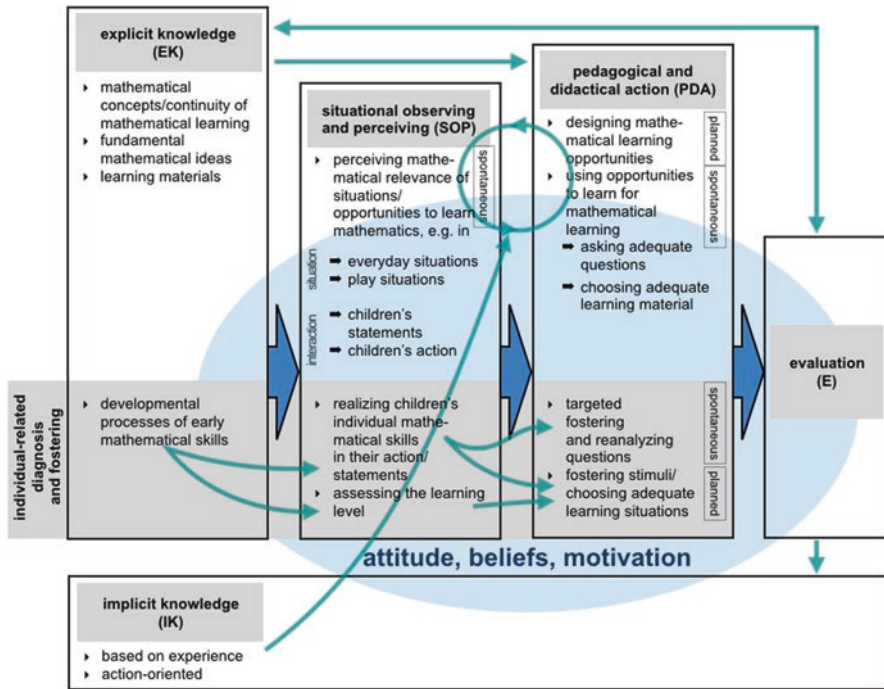 explicit knowledge
(EK)
mathematical
concepts/continuity of
mathematical learning
fundamental
mathematical ideas
learning materials
situational observing
and perceiving (SOP)
perceiving mathe-
matical relevance of
situations/
opportunities to learn
mathematics, e.g. in
spontaneous
situation
everyday situations
play situations
interaction
children's
statements
children's action
pedagogical and
didactical action (PDA)
designing mathe-
matical learning
opportunities
using opportunities
to learn for
mathematical
learning
asking adequate
questions
choosing adequate
learning material
planned
spontaneous
evaluation
(E)
individual-related
diagnosis
and fostering
developmental
processes of early
mathematical skills
realizing children's
individual mathe-
matical skills
in their action/
statements
assessing the learning
level
targeted
fostering
and reanalyzing
questions
fostering stimuli/
choosing adequate
learning situations
spontaneous
planned
attitude, beliefs, motivation
implicit knowledge
(IK)
based on experience
action-oriented